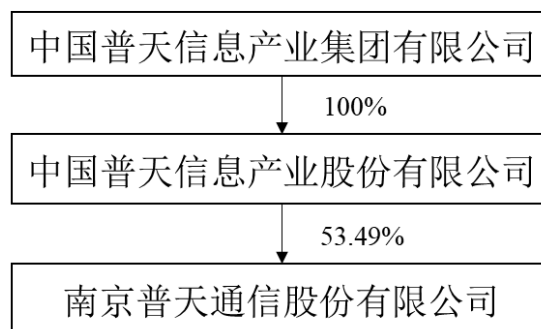 中国普天信息产业集团有限公司
100%
中国普天信息产业股份有限公司
53.49%
南京普天通信股份有限公司